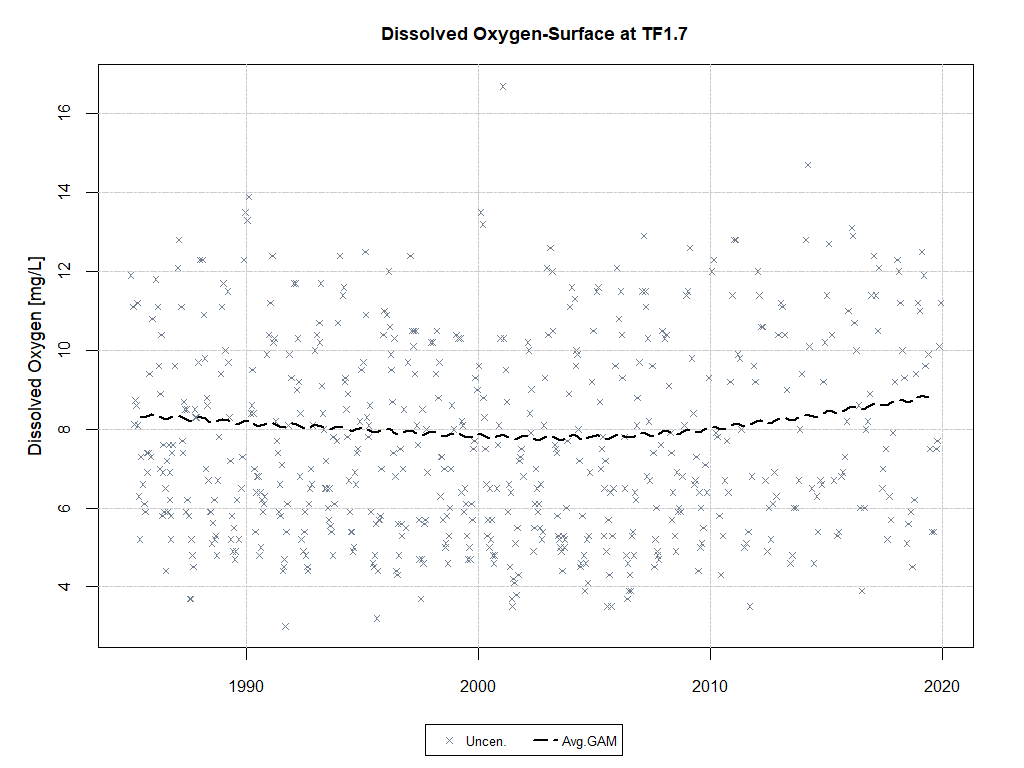 Dissolved Oxygen-Surface at TF1.7
Dissolved Oxygen [mg/L]
16
14
12
10
8
6
4
1990 2000 2010 2020
Uncen. Avg.GAM